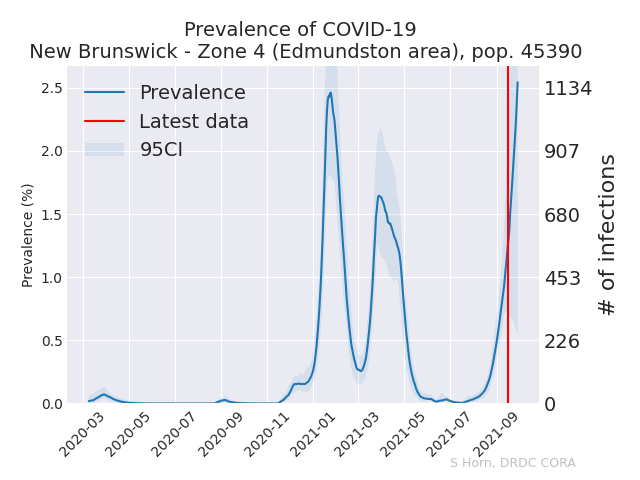 Prevalence of COVID-19
New Brunswick - Zone 4 (Edmundston area), pop. 45390
Prevalence (%)
2.5
2.0
1.5
1.0
0.5
0.0
Prevalence
Latest data
95CI
1134
907
680
453
226
0
# of infections
2020-03
2020-05
2020-07
2020-09
2020-11
2021-01
2021-03
2021-05
2021-07
2021-09
S Horn, DRDC CORA